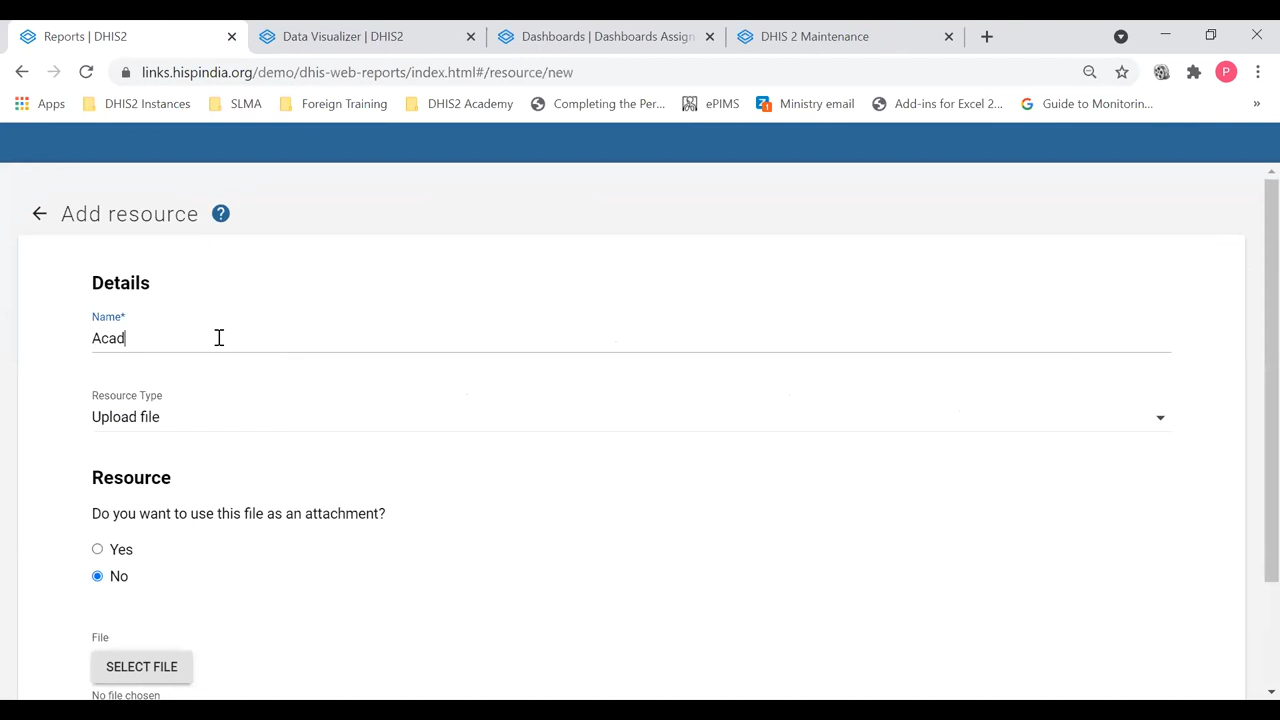 Reports | DHIS2
Data Visualizer | DHIS2
Dashboards | Dashboards Assign
DHIS 2 Maintenance
links.hispindia.org/demo/dhis-web-reports/index.html#/resource/new
P
Apps
DHIS2 Instances
SLMA
Foreign Training
DHIS2 Academy
Completing the Per...
ePIMS
Ministry email
Add-ins for Excel 2...
Guide to Monitorin...
»
Add resource ?
Details
Name*
Acad
Resource Type
Upload file
Resource
Do you want to use this file as an attachment?
Yes
No
File
SELECT FILE
No file chosen